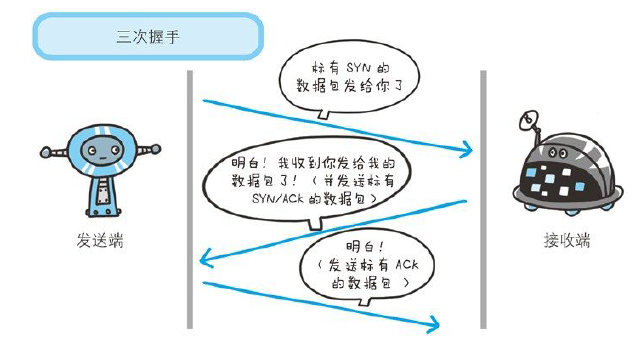 三次握手
标有 SYN 的
数据包发给你了
明白！我收到你发给我的
数据包了！（并发送标有
SYN/ACK 的数据包）
发送端
接收端
明白！
（发送标有 ACK
的数据包 ）